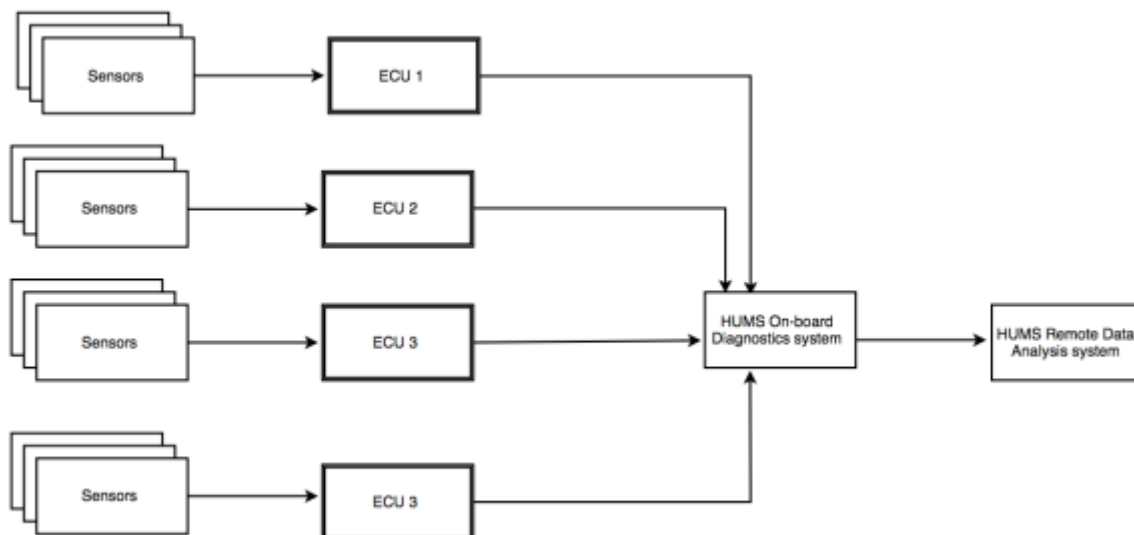 Sensors
ECU 1
Sensors
ECU 2
Sensors
ECU 3
HUMS On-board
Diagnostics system
HUMS Remote Data
Analysis system
Sensors
ECU 3